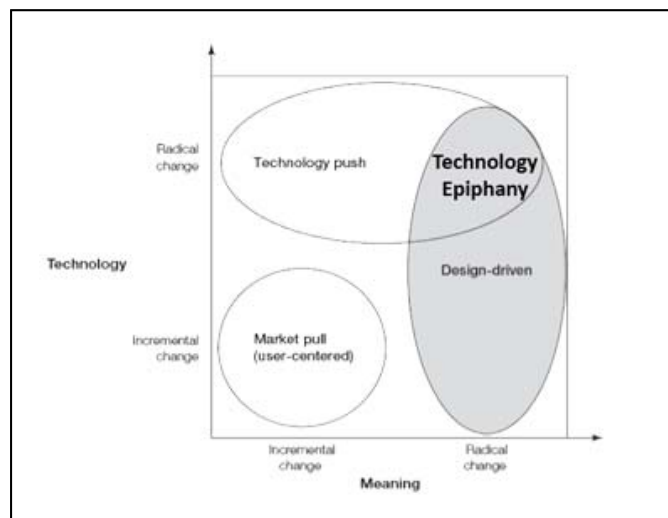 Radical
change
Technology push
Technology
Epiphany
Technology
Design-driven
Incremental
change
Market pull
(user-centered)
Incremental
change
Radical
change
Meaning